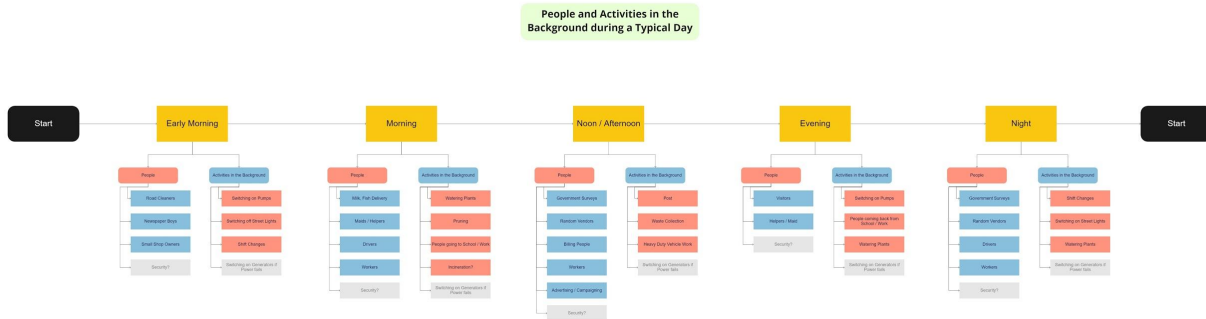 People and Activities in the
Background during a Typical Day
Start
Early Morning
Morning
Noon / Afternoon
Evening
Night
Start
People
Activities in the Background
Road Cleaners
Switching on Pumps
Newspaper Boys
Switching off Street Lights
Small Shop Owners
Shift Changes
Security?
Switching on Generators if
Power fails
People
Activities in the Background
Milk, Fish Delivery
Watering Plants
Maids / Helpers
Pruning
Drivers
People going to School / Work
Workers
Incineration?
Security?
Switching on Generators if
Power fails
People
Activities in the Background
Government Surveys
Post
Random Vendors
Waste Collection
Billing People
Heavy Duty Vehicle Work
Workers
Switching on Generators if
Power fails
Advertising / Campaigning
Security?
People
Activities in the Background
Visitors
Switching on Pumps
Helpers / Maid
People coming back from
School / Work
Security?
Watering Plants
Switching on Generators if
Power fails
People
Activities in the Background
Government Surveys
Shift Changes
Random Vendors
Switching on Street Lights
Drivers
Watering Plants
Workers
Switching on Generators if
Power fails
Security?